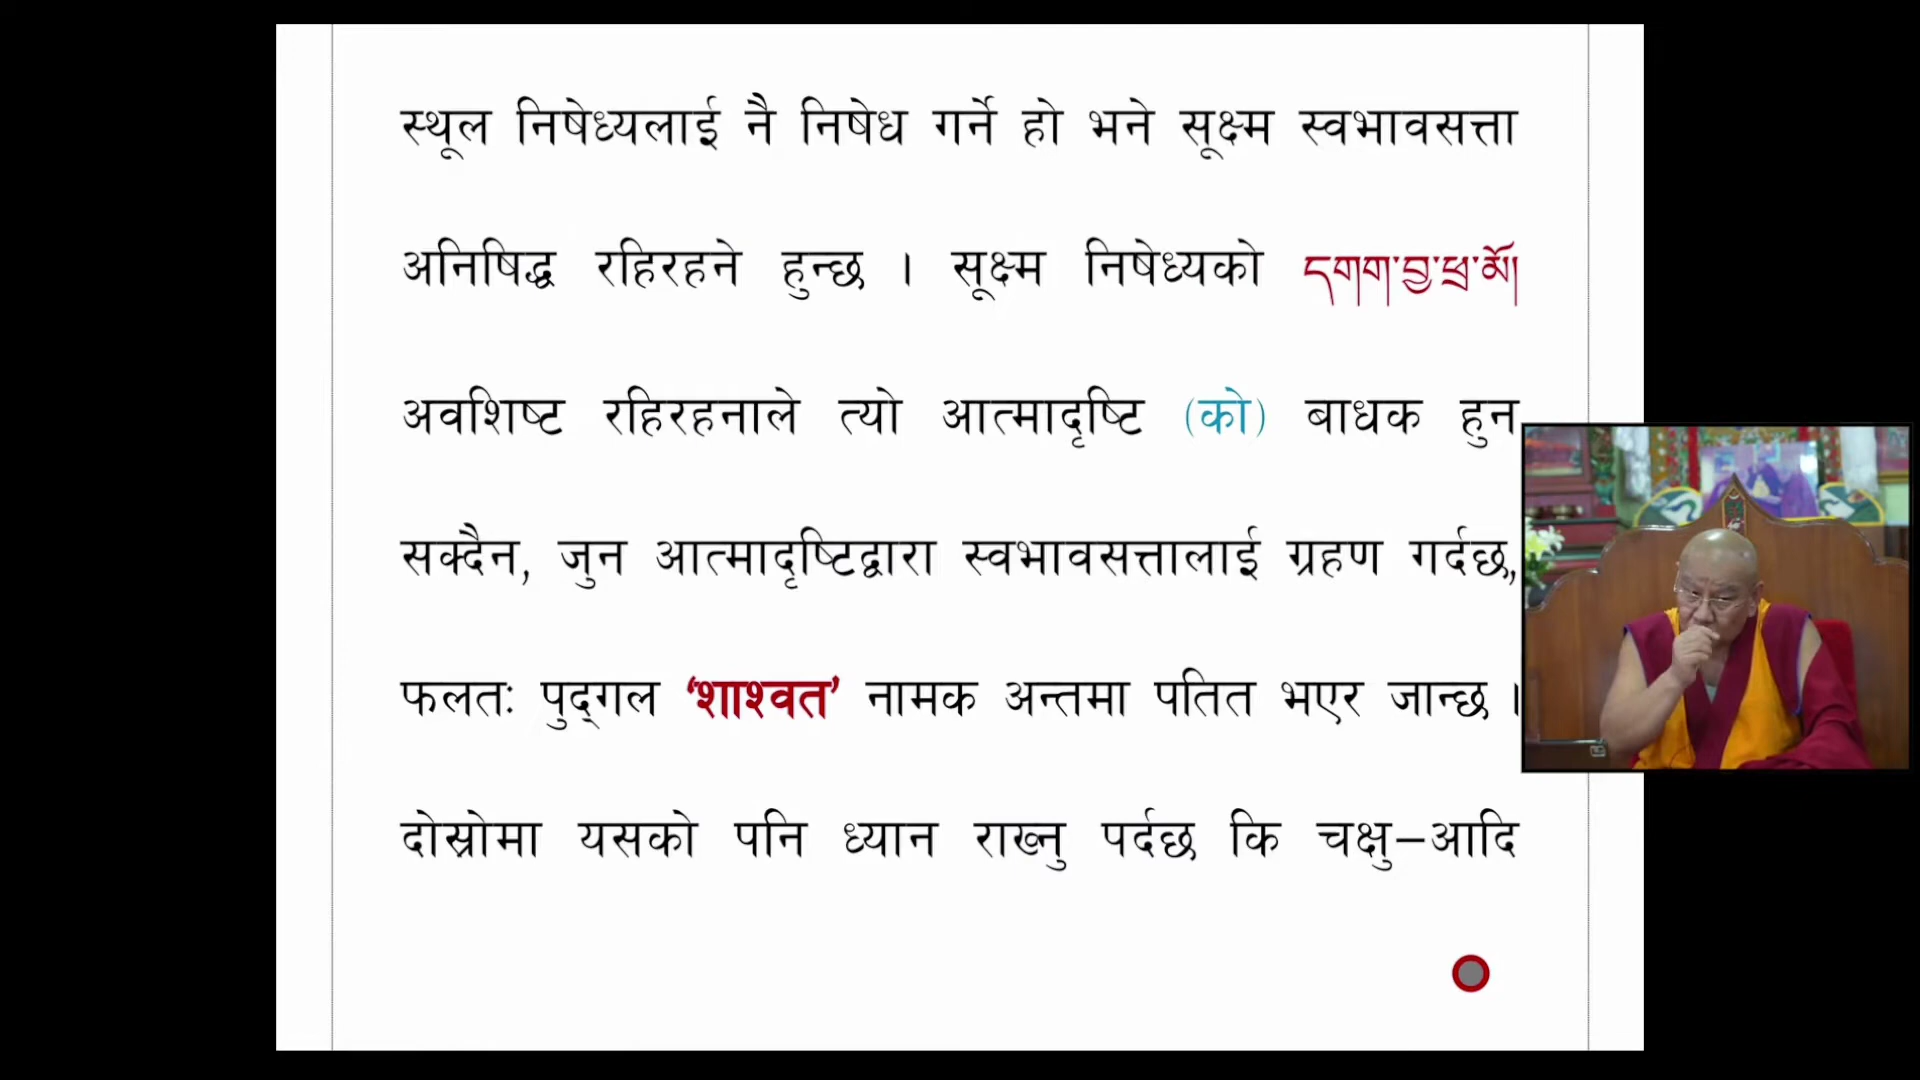 स्थूल निषेध्यलाई नै निषेध गर्ने हो भने सूक्ष्म स्वभावसत्ता
अनिषिद्ध रहिरहने हुन्छ । सूक्ष्म निषेध्यको དགག་བྱ་ཕྲ་མོ།
अवशिष्ट रहिरहनाले त्यो आत्मादृष्टि (को) बाधक हुन
सक्दैन, जुन आत्मादृष्टिद्वारा स्वभावसत्तालाई ग्रहण गर्दछ,
फलतः पुद्‌गल ‘शाश्वत’ नामक अन्तमा पतित भएर जान्छ ।
दोस्रोमा यसको पनि ध्यान राख्नु पर्दछ कि चक्षु–आदि